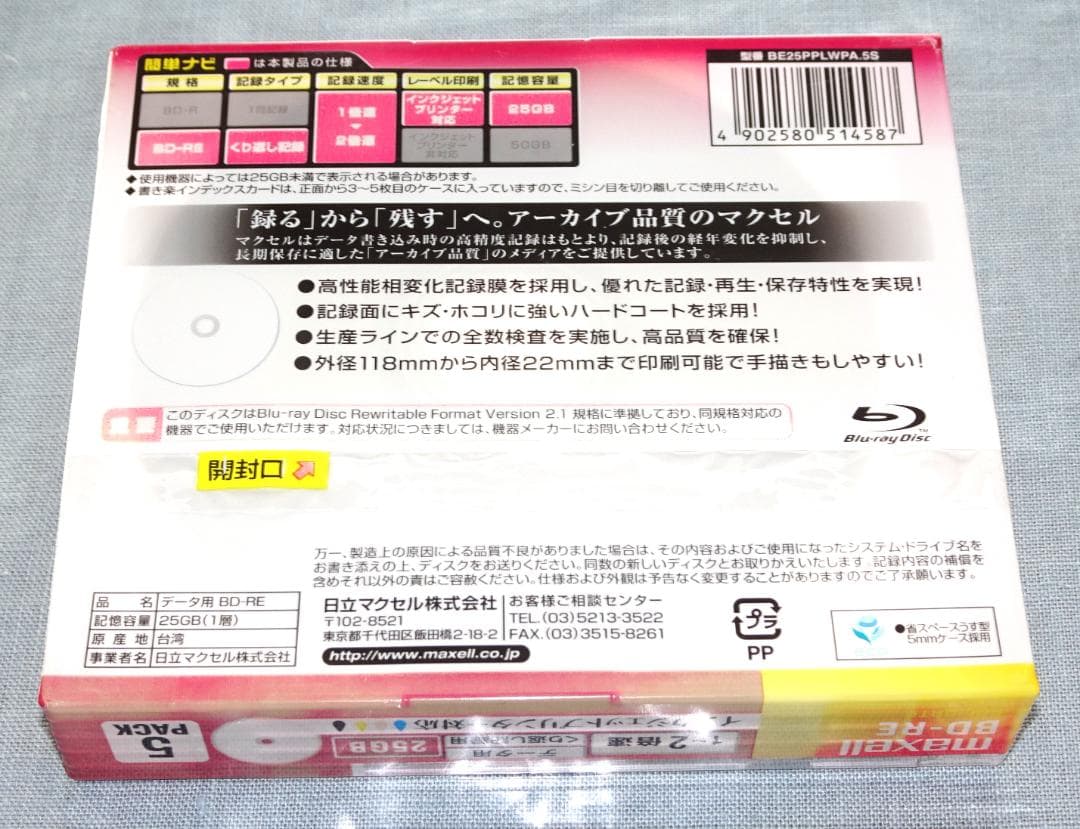 簡単ナビ は本製品の仕様
規格 記録タイプ 記録速度 レーベル印刷 記憶容量
BD-R 1回記録 1倍速 インクジェット プリンター 対応 25GB
BD-RE くり返し記録 2倍速 インクジェット プリンター 非対応 50GB
型番 BE25PPLWPA.5S
4 902580 514587
◆使用機器によっては25GB未満で表示される場合があります。
◆書き楽インデックスカードは、正面から3〜5枚目のケースに入っていますので、ミシン目を切り離してご使用ください。
「録る」から「残す」へ。アーカイブ品質のマクセル
マクセルはデータ書き込み時の高精度記録はもとより、記録後の経年変化を抑制し、
長期保存に適した「アーカイブ品質」のメディアをご提供しています。
●高性能相変化記録膜を採用し、優れた記録・再生・保存特性を実現!
●記録面にキズ・ホコリに強いハードコートを採用!
●生産ラインでの全数検査を実施し、高品質を確保!
●外径118mmから内径22mmまで印刷可能で手描きもしやすい!
このディスクはBlu-ray Disc Rewritable Format Version 2.1 規格に準拠しており、同規格対応の
機器でご使用いただけます。対応状況につきましては、機器メーカーにお問い合わせください。
Blu-ray Disc
開封口
万一、製造上の原因による品質不良がありました場合は、その内容およびご使用になったシステム・ドライブ名を
お書き添えの上、ディスクをお送りください。同数の新しいディスクとお取りかえいたします。記録内容の補償を
含めそれ以外の責はご容赦ください。仕様および外観は予告なく変更することがありますのでご了承願います。
品名 データ用 BD-RE
記憶容量 25GB(1層)
原産地 台湾
事業者名 日立マクセル株式会社
日立マクセル株式会社
〒102-8521
東京都千代田区飯田橋2-18-2
http://www.maxell.co.jp
お客様ご相談センター
TEL.(03)5213-3522
FAX.(03)3515-8261
プラ
PP
●省スペースうす型
5mmケース採用
maxell
BD-RE
1〜2倍速
データ用
くり返し録用
25GB
インクジェットプリンター対応
5
PACK